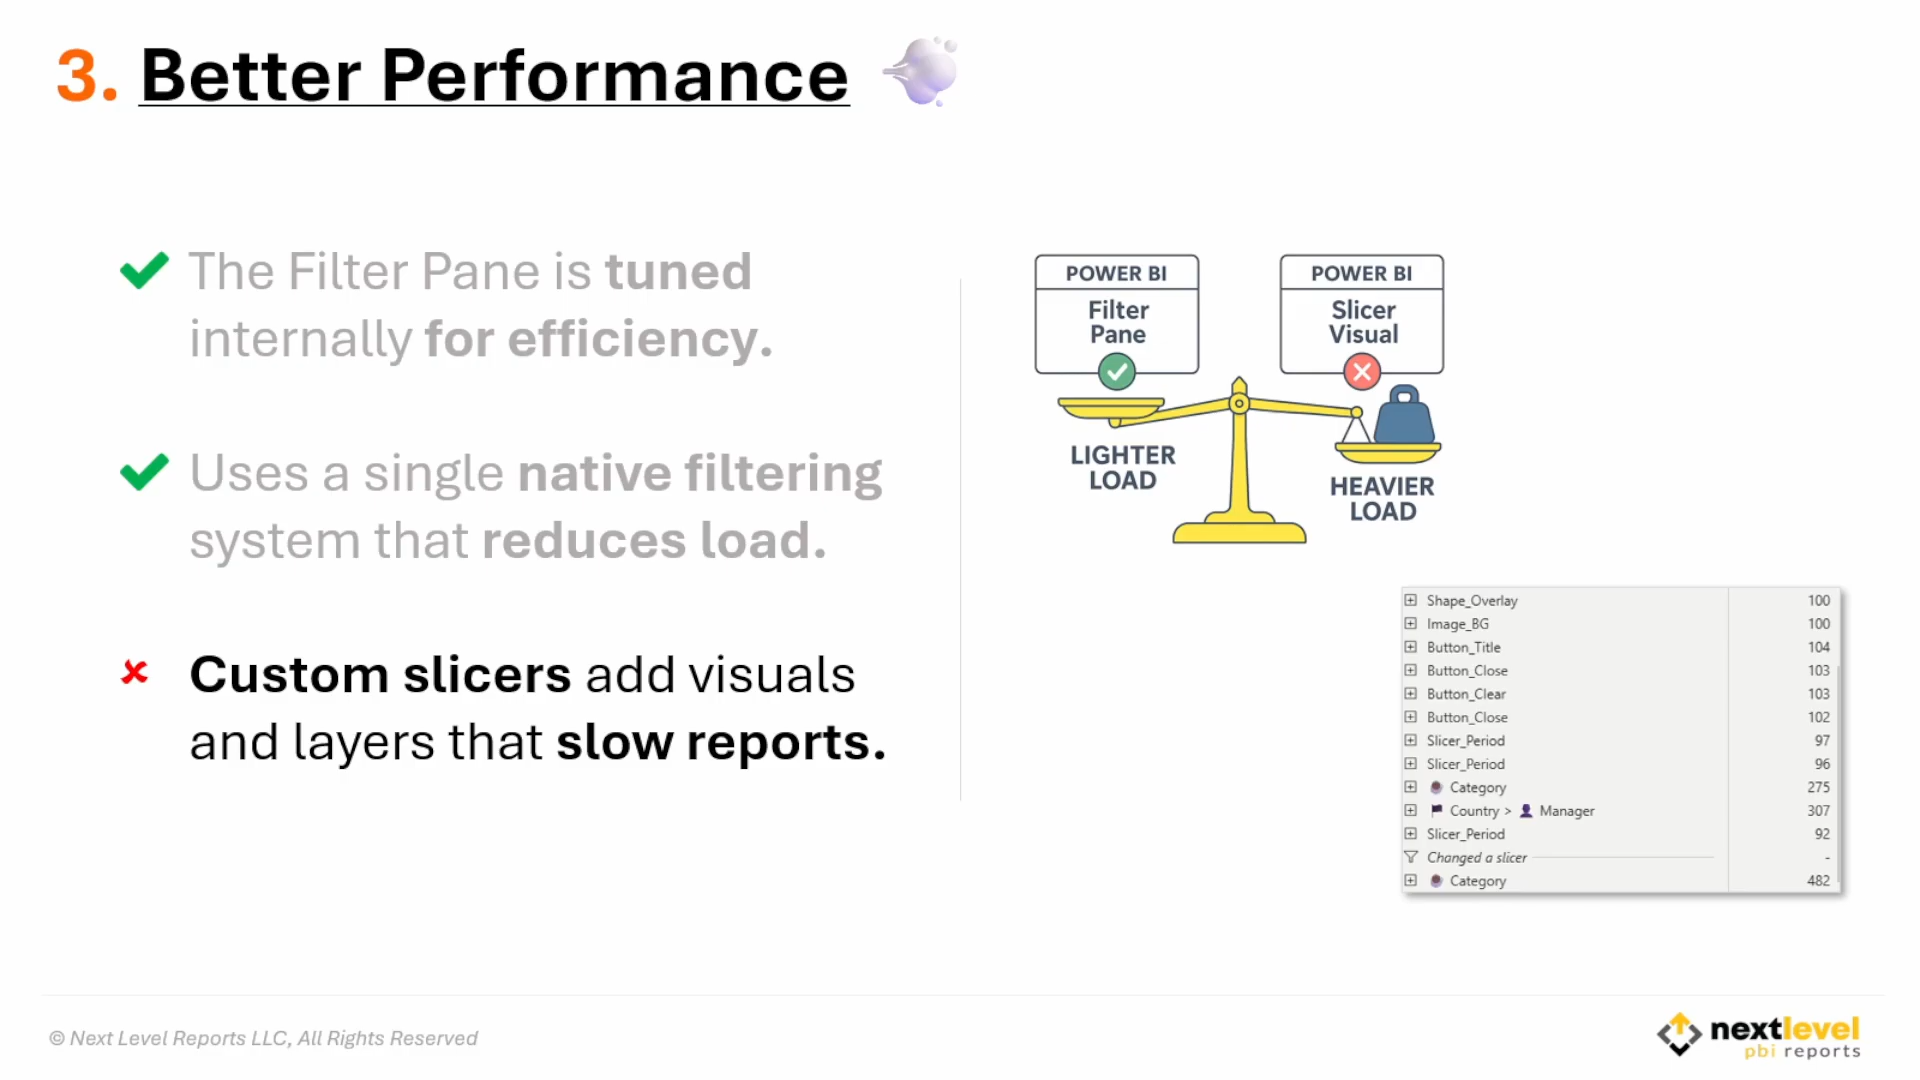 3. Better Performance
The Filter Pane is tuned
internally for efficiency.
Uses a single native filtering
system that reduces load.
Custom slicers add visuals
and layers that slow reports.
POWER BI
Filter
Pane
LIGHTER
LOAD
POWER BI
Slicer
Visual
HEAVIER
LOAD
Shape_Overlay 100
Image_BG 100
Button_Title 104
Button_Close 103
Button_Clear 103
Button_Close 102
Slicer_Period 97
Slicer_Period 96
Category 275
Country > Manager 307
Slicer_Period 92
Changed a slicer -
Category 482
© Next Level Reports LLC, All Rights Reserved
nextlevel
pbi reports